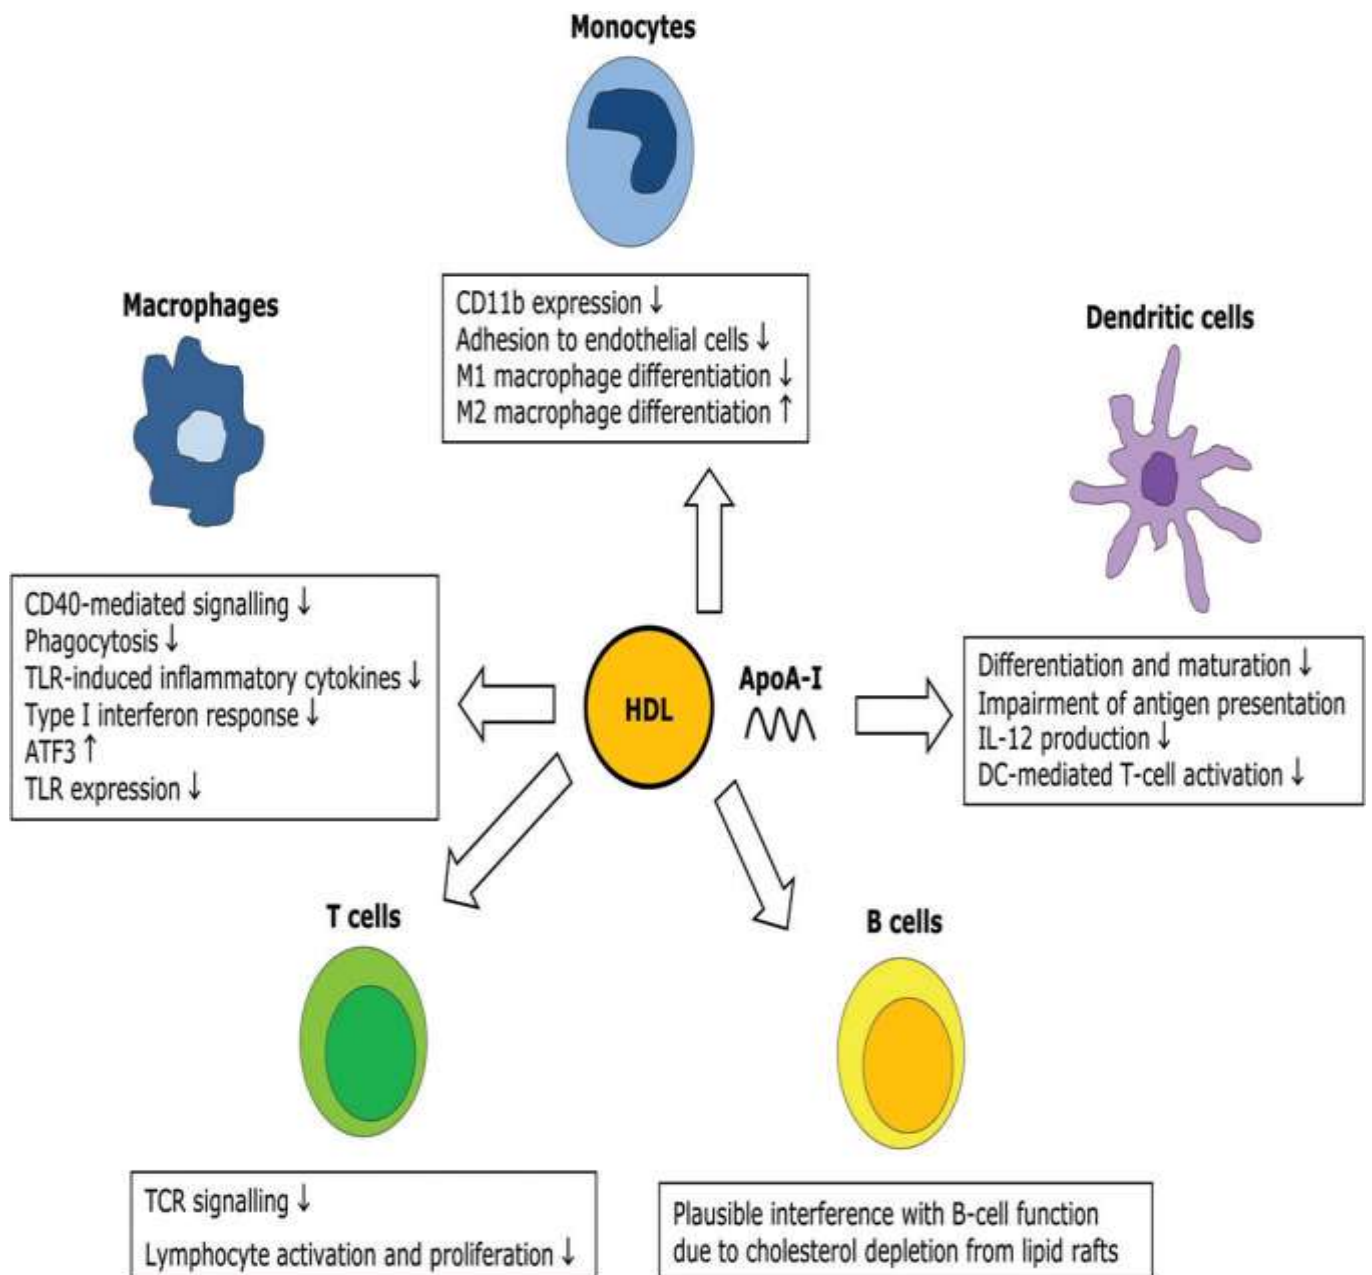 Monocytes
CD11b expression ↓
Adhesion to endothelial cells ↓
M1 macrophage differentiation ↓
M2 macrophage differentiation ↑
Macrophages
CD40-mediated signalling ↓
Phagocytosis ↓
TLR-induced inflammatory cytokines ↓
Type I interferon response ↓
ATF3 ↑
TLR expression ↓
Dendritic cells
Differentiation and maturation ↓
Impairment of antigen presentation
IL-12 production ↓
DC-mediated T-cell activation ↓
HDL
ApoA-I
T cells
TCR signalling ↓
Lymphocyte activation and proliferation ↓
B cells
Plausible interference with B-cell function
due to cholesterol depletion from lipid rafts